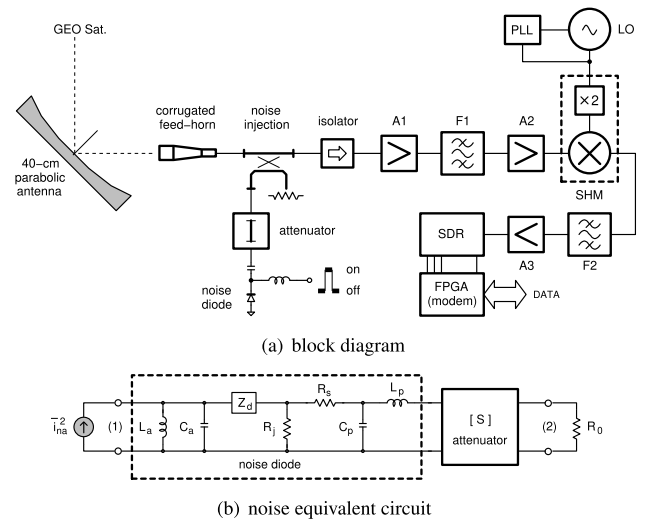 GEO Sat.
PLL
LO
×2
corrugated
feed-horn
noise
injection
isolator
A1
F1
A2
SHM
40-cm
parabolic
antenna
attenuator
noise
diode
on
off
SDR
A3
F2
FPGA
(modem)
DATA
(a) block diagram
i̅na²
(1)
La
Ca
Zd
Rj
Rs
Cp
Lp
noise diode
[S]
attenuator
(2)
R0
(b) noise equivalent circuit